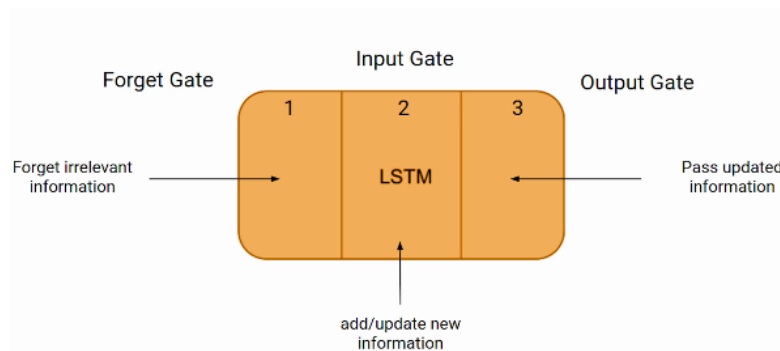 Input Gate
Forget Gate
Output Gate
1
2
3
Forget irrelevant
information
LSTM
Pass updated
information
add/update new
information